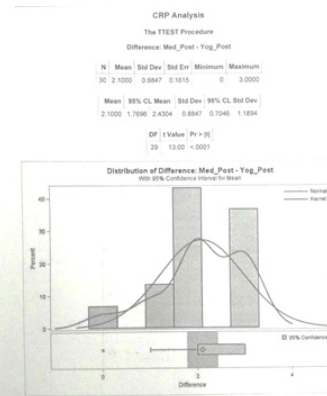 CRP Analysis
The TTEST Procedure
Difference: Med_Post - Yog_Post
N Mean Std Dev Std Err Minimum Maximum
30 2.1000 0.8847 0.1615 0 3.0000
Mean 95% CL Mean Std Dev 95% CL Std Dev
2.1000 1.7696 2.4304 0.8847 0.7046 1.1894
DF t Value Pr > |t|
29 13.00 <.0001
Distribution of Difference: Med_Post - Yog_Post
With 95% Confidence Interval for Mean
Normal
Kernel
Percent
40
30
20
10
0
95% Confidence
0 2 4
Difference